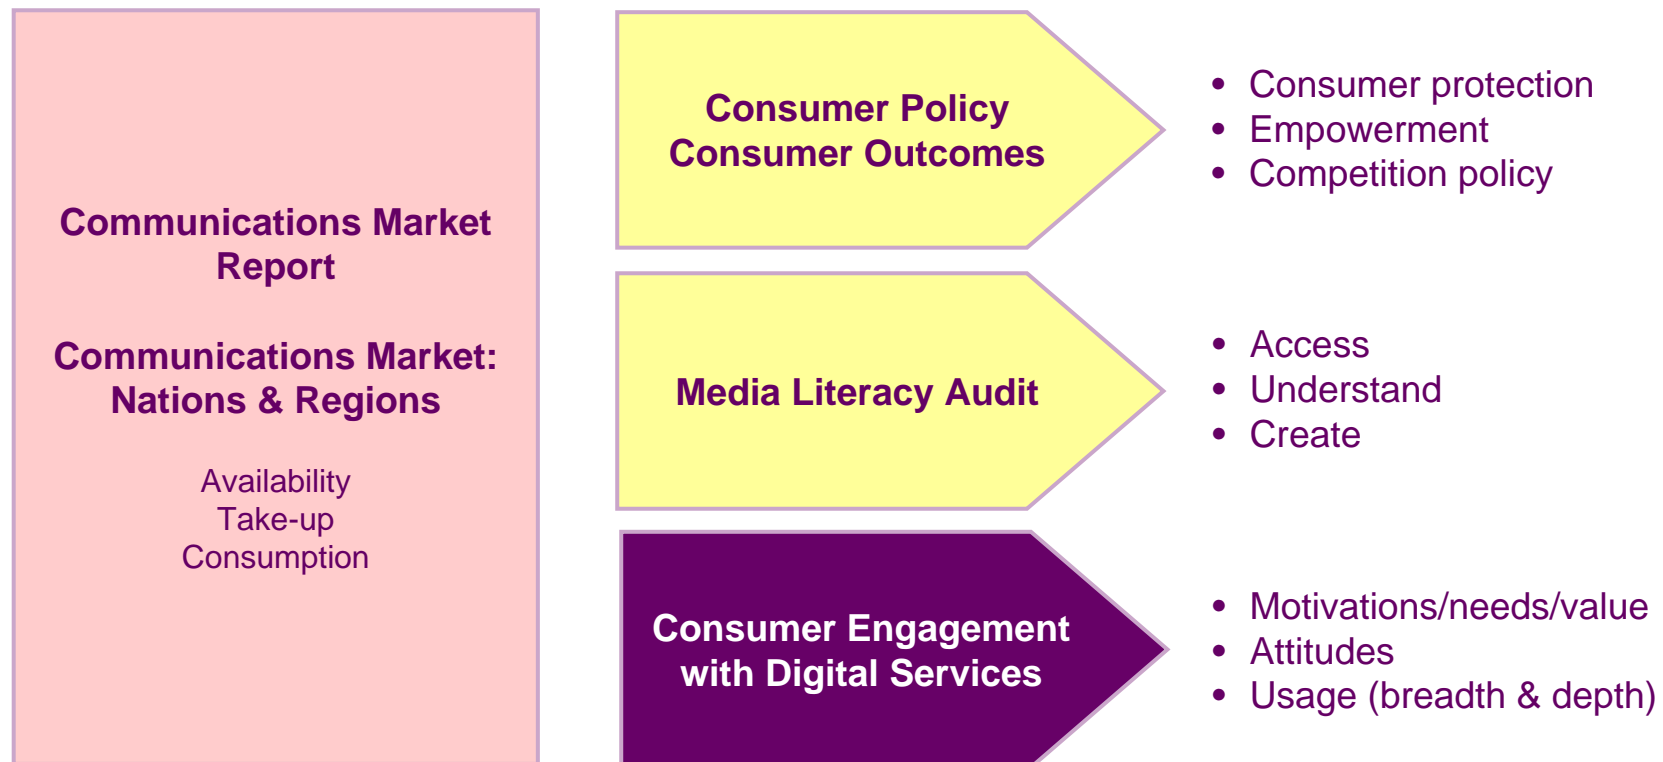 Communications Market
Report
Communications Market:
Nations & Regions
Availability
Take-up
Consumption
Consumer Policy
Consumer Outcomes
• Consumer protection
• Empowerment
• Competition policy
Media Literacy Audit
• Access
• Understand
• Create
Consumer Engagement
with Digital Services
• Motivations/needs/value
• Attitudes
• Usage (breadth & depth)